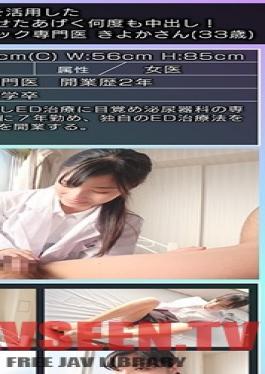 を活用した
せたあげく何度も中出し！
ック専門医 きよかさん(33歳)
cm(C) W:56cm H:85cm
属性 / 女医
門医 開業歴2年
学卒
しED治療に目覚め泌尿器科の専
に7年勤め、独自のED治療法を
を開業する。
VSEEN.TV
FREE JAV LIBRARY